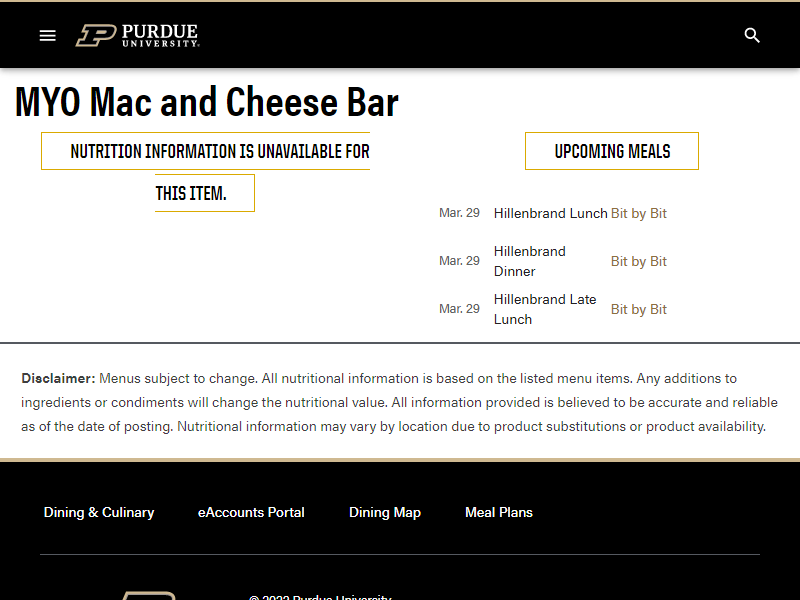 PURDUE
UNIVERSITY.
MYO Mac and Cheese Bar
NUTRITION INFORMATION IS UNAVAILABLE FOR
THIS ITEM.
UPCOMING MEALS
Mar. 29 Hillenbrand Lunch Bit by Bit
Mar. 29 Hillenbrand Dinner Bit by Bit
Mar. 29 Hillenbrand Late Lunch Bit by Bit
Disclaimer: Menus subject to change. All nutritional information is based on the listed menu items. Any additions to
ingredients or condiments will change the nutritional value. All information provided is believed to be accurate and reliable
as of the date of posting. Nutritional information may vary by location due to product substitutions or product availability.
Dining & Culinary eAccounts Portal Dining Map Meal Plans
© 2022 Purdue University